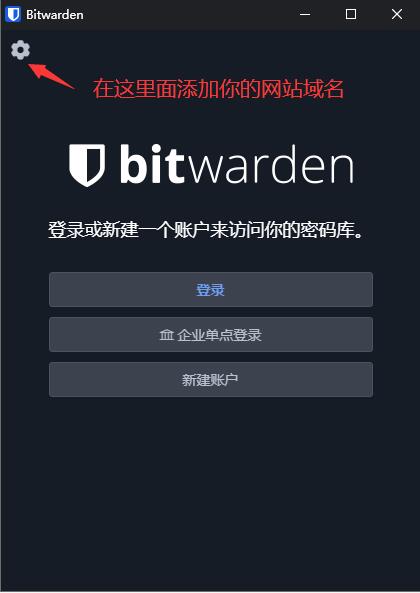 Bitwarden
在这里面添加你的网站域名
bitwarden
登录或新建一个账户来访问你的密码库。
登录
企业单点登录
新建账户